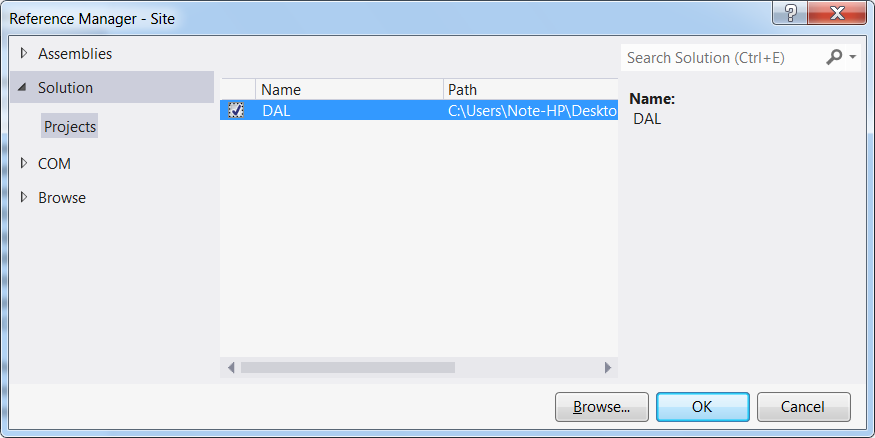 Reference Manager - Site
Assemblies
Solution
Projects
COM
Browse
Name Path
DAL C:\Users\Note-HP\Deskto
Search Solution (Ctrl+E)
Name:
DAL
Browse... OK Cancel